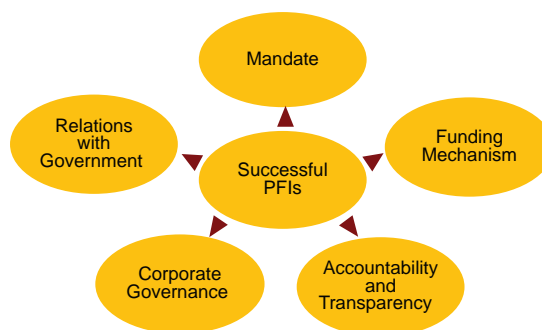 Mandate
Relations
with
Government
Funding
Mechanism
Successful
PFIs
Corporate
Governance
Accountability
and
Transparency